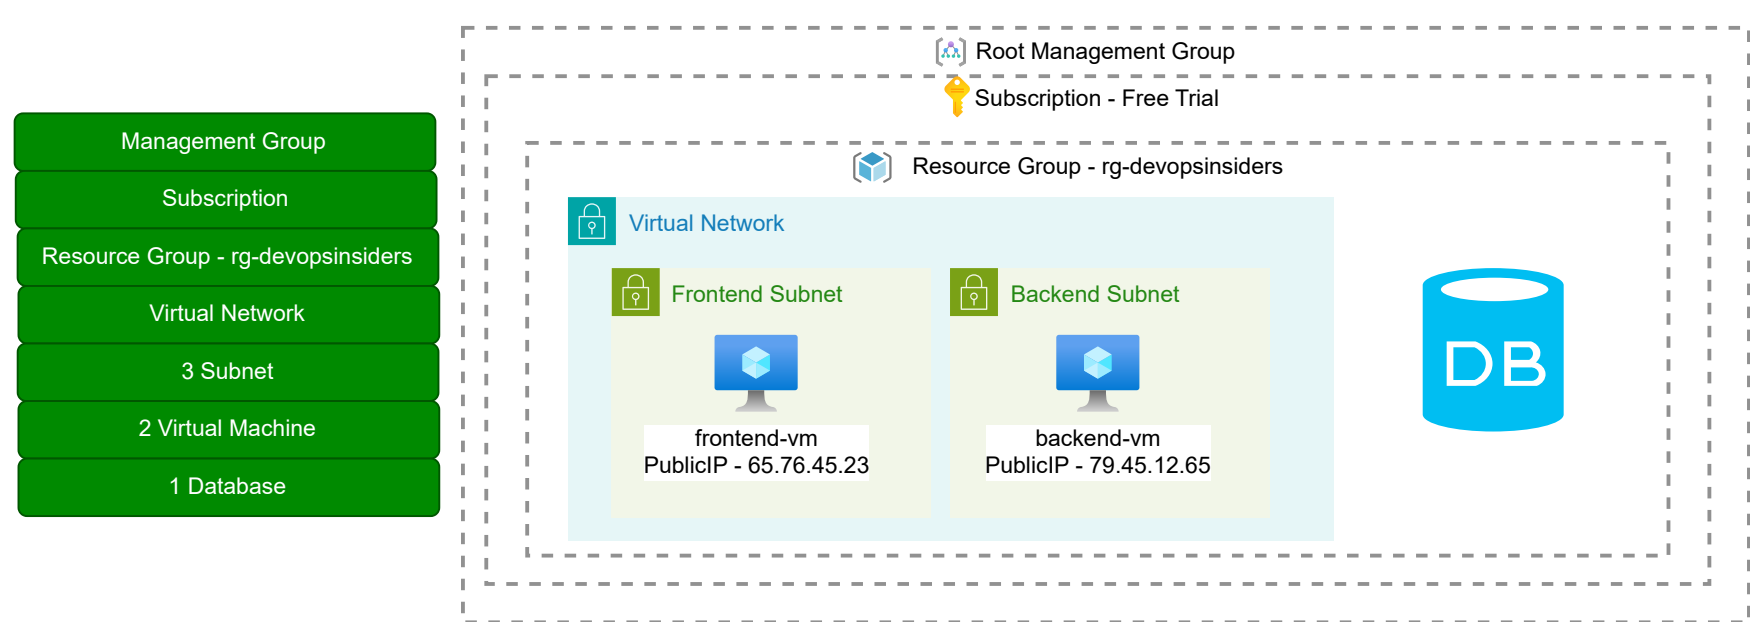 Management Group
Subscription
Resource Group - rg-devopsinsiders
Virtual Network
3 Subnet
2 Virtual Machine
1 Database
Root Management Group
Subscription - Free Trial
Resource Group - rg-devopsinsiders
Virtual Network
Frontend Subnet
frontend-vm
PublicIP - 65.76.45.23
Backend Subnet
backend-vm
PublicIP - 79.45.12.65
DB